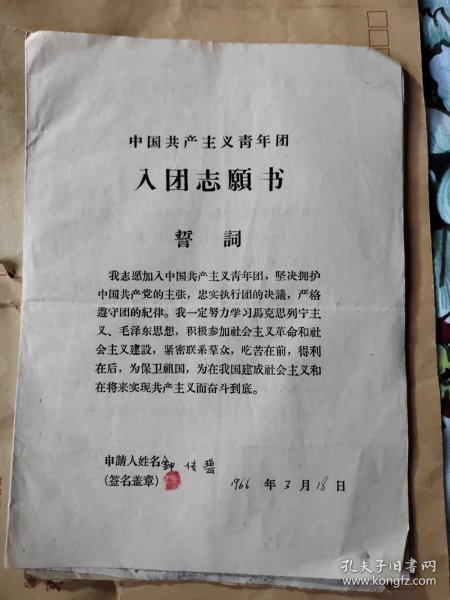 中国共产主义青年团
入团志願书
誓詞
我志愿加入中国共产主义青年团，坚决拥护
中国共产党的主张，忠实执行团的决議，严格
遵守团的紀律。我一定努力学习馬克思列宁主
义、毛泽东思想，积极参加社会主义革命和社
会主义建設，紧密联系羣众，吃苦在前，得利
在后，为保卫祖国，为在我国建成社会主义和
在将来实现共产主义而奋斗到底。
申請人姓名 鈡
(签名盖章)
1966 年 3 月 18 日
孔夫子旧书网
www.kongfz.com